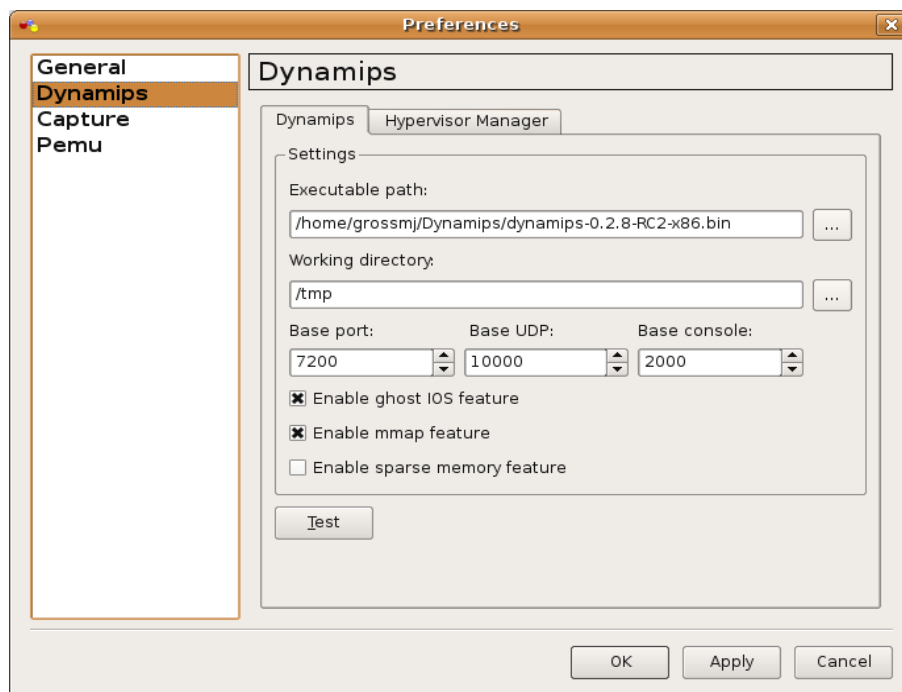 Preferences
General
Dynamips
Capture
Pemu
Dynamips
Dynamips Hypervisor Manager
Settings
Executable path:
/home/grossmj/Dynamips/dynamips-0.2.8-RC2-x86.bin ...
Working directory:
/tmp ...
Base port: Base UDP: Base console:
7200 10000 2000
Enable ghost IOS feature
Enable mmap feature
Enable sparse memory feature
Test
OK Apply Cancel